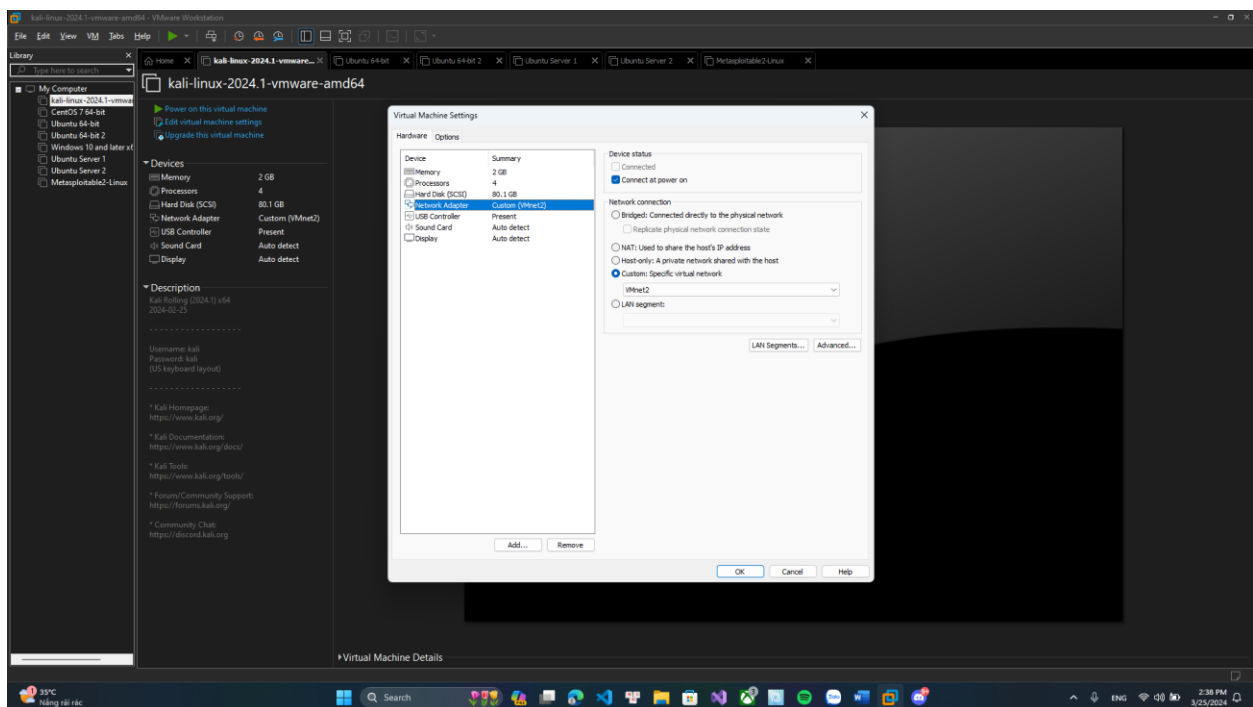 kali-linux-2024.1-vmware-amd64 - VMware Workstation
File Edit View VM Tabs Help
Library
Type here to search
My Computer
kali-linux-2024.1-vmwar
CentOS 7 64-bit
Ubuntu 64-bit
Ubuntu 64-bit 2
Windows 10 and later x6
Ubuntu Server 1
Ubuntu Server 2
Metasploitable2-Linux
Home kali-linux-2024.1-vmware... Ubuntu 64-bit Ubuntu 64-bit 2 Ubuntu Server 1 Ubuntu Server 2 Metasploitable2-Linux
kali-linux-2024.1-vmware-amd64
Power on this virtual machine
Edit virtual machine settings
Upgrade this virtual machine
Devices
Memory 2 GB
Processors 4
Hard Disk (SCSI) 80.1 GB
Network Adapter Custom (VMnet2)
USB Controller Present
Sound Card Auto detect
Display Auto detect
Description
Kali Rolling (2024.1) x64
2024-02-25
- - - - - - - - - - - - - - - - - -
Username: kali
Password: kali
(US keyboard layout)
- - - - - - - - - - - - - - - - - -
* Kali Homepage:
https://www.kali.org/
* Kali Documentation:
https://www.kali.org/docs/
* Kali Tools:
https://www.kali.org/tools/
* Forum/Community Support:
https://forums.kali.org/
* Community Chat:
https://discord.kali.org
Virtual Machine Settings
Hardware Options
Device Summary
Memory 2 GB
Processors 4
Hard Disk (SCSI) 80.1 GB
Network Adapter Custom (VMnet2)
USB Controller Present
Sound Card Auto detect
Display Auto detect
Add... Remove
Device status
Connected
Connect at power on
Network connection
Bridged: Connected directly to the physical network
Replicate physical network connection state
NAT: Used to share the host's IP address
Host-only: A private network shared with the host
Custom: Specific virtual network
VMnet2
LAN segment:
LAN Segments... Advanced...
OK Cancel Help
Virtual Machine Details
1
35°C
Nắng rải rác
Search
ENG
2:38 PM
3/25/2024